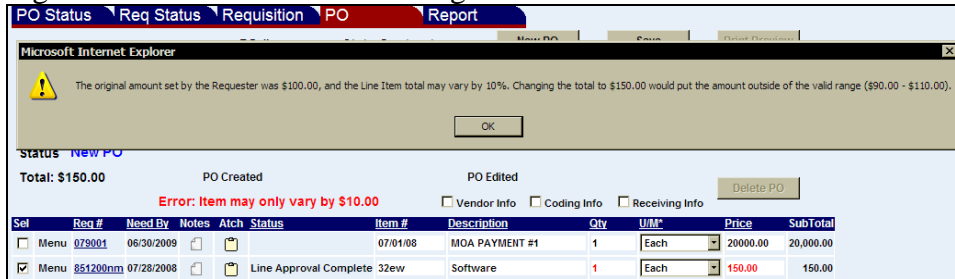 PO Status Req Status Requisition PO Report
New PO Save Print Preview
Microsoft Internet Explorer
The original amount set by the Requester was $100.00, and the Line Item total may vary by 10%. Changing the total to $150.00 would put the amount outside of the valid range ($90.00 - $110.00).
OK
Status New PO
Total: $150.00 PO Created PO Edited Delete PO
Error: Item may only vary by $10.00 Vendor Info Coding Info Receiving Info
Sel Req # Need By Notes Atch Status Item # Description Qty U/M* Price SubTotal
Menu 079001 06/30/2009 07/01/08 MOA PAYMENT #1 1 Each 20000.00 20,000.00
Menu 851200nm 07/28/2008 Line Approval Complete 32ew Software 1 Each 150.00 150.00